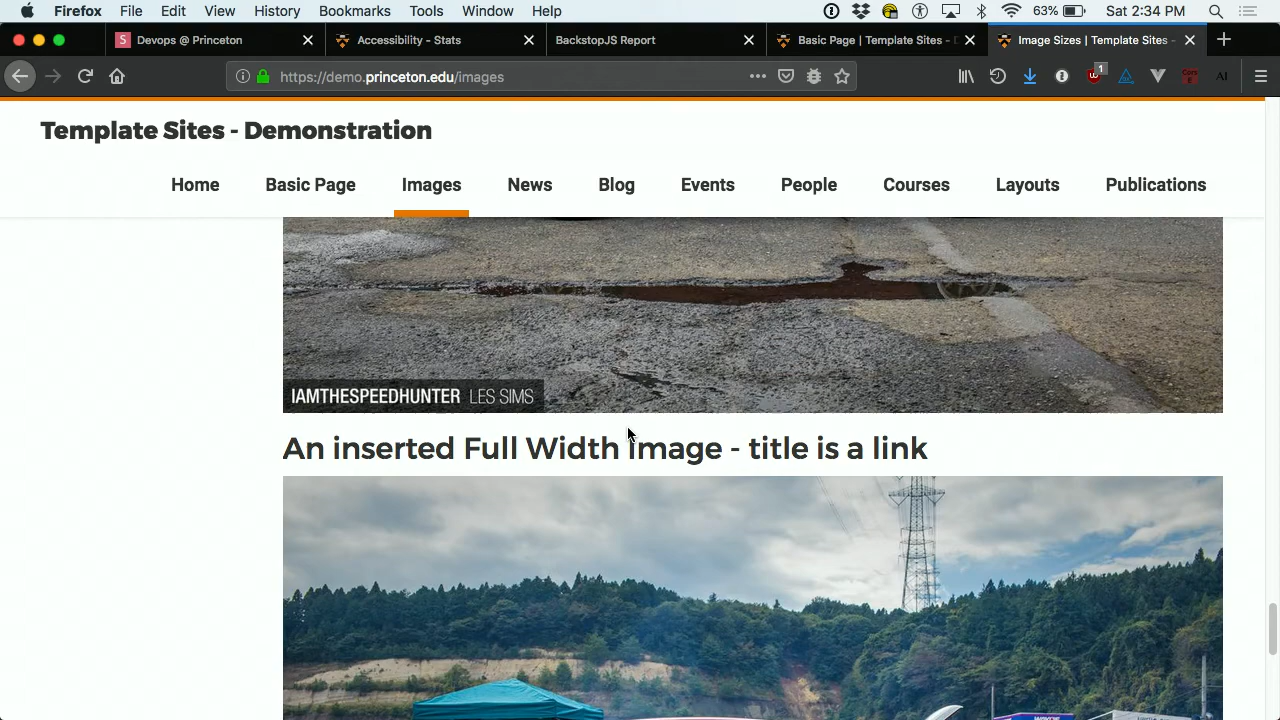 Firefox File Edit View History Bookmarks Tools Window Help 63% Sat 2:34 PM
S Devops @ Princeton Accessibility - Stats BackstopJS Report Basic Page | Template Sites - D Image Sizes | Template Sites -
https://demo.princeton.edu/images 1 AI
Template Sites - Demonstration
Home Basic Page Images News Blog Events People Courses Layouts Publications
IAMTHESPEEDHUNTER LES SIMS
An inserted Full Width Image - title is a link